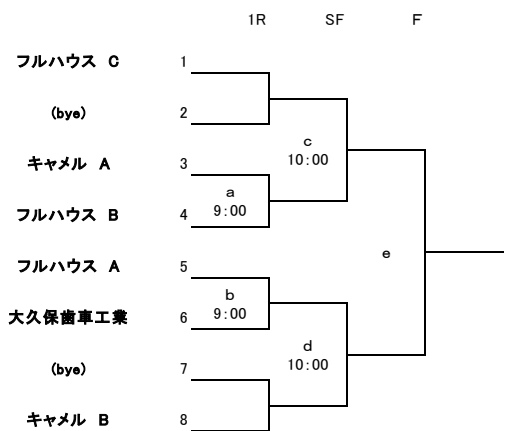 1R SF F
フルハウス C 1
(bye) 2
c
10:00
キャメル A 3
a
9:00
フルハウス B 4
e
フルハウス A 5
b
9:00
大久保歯車工業 6
d
10:00
(bye) 7
キャメル B 8